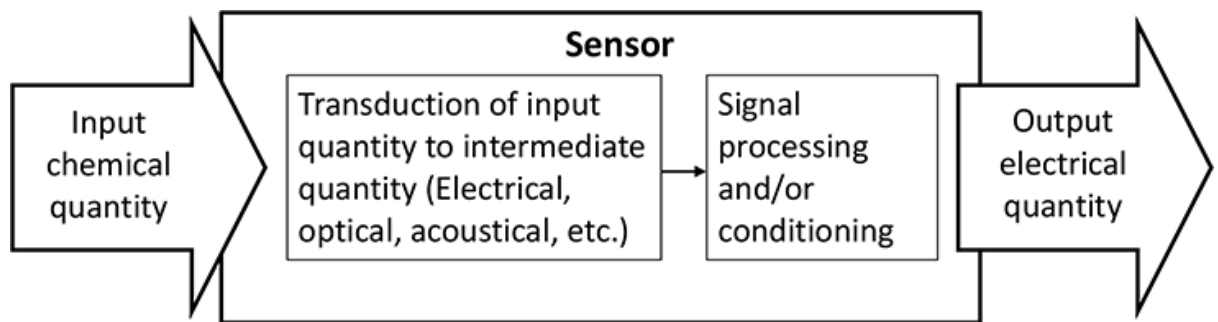 Sensor
Input
chemical
quantity
Transduction of input
quantity to intermediate
quantity (Electrical,
optical, acoustical, etc.)
Signal
processing
and/or
conditioning
Output
electrical
quantity